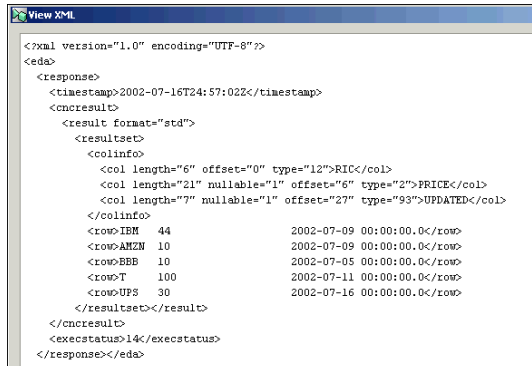 View XML
<?xml version="1.0" encoding="UTF-8"?>
<eda>
<response>
<timestamp>2002-07-16T24:57:02Z</timestamp>
<cncresult>
<result format="std">
<resultset>
<colinfo>
<col length="6" offset="0" type="12">RIC</col>
<col length="21" nullable="1" offset="6" type="2">PRICE</col>
<col length="7" nullable="1" offset="27" type="93">UPDATED</col>
</colinfo>
<row>IBM   44                    2002-07-09 00:00:00.0</row>
<row>AMZN  10                    2002-07-09 00:00:00.0</row>
<row>BBB   10                    2002-07-05 00:00:00.0</row>
<row>T     100                   2002-07-11 00:00:00.0</row>
<row>UPS   30                    2002-07-16 00:00:00.0</row>
</resultset></result>
</cncresult>
<execstatus>14</execstatus>
</response></eda>